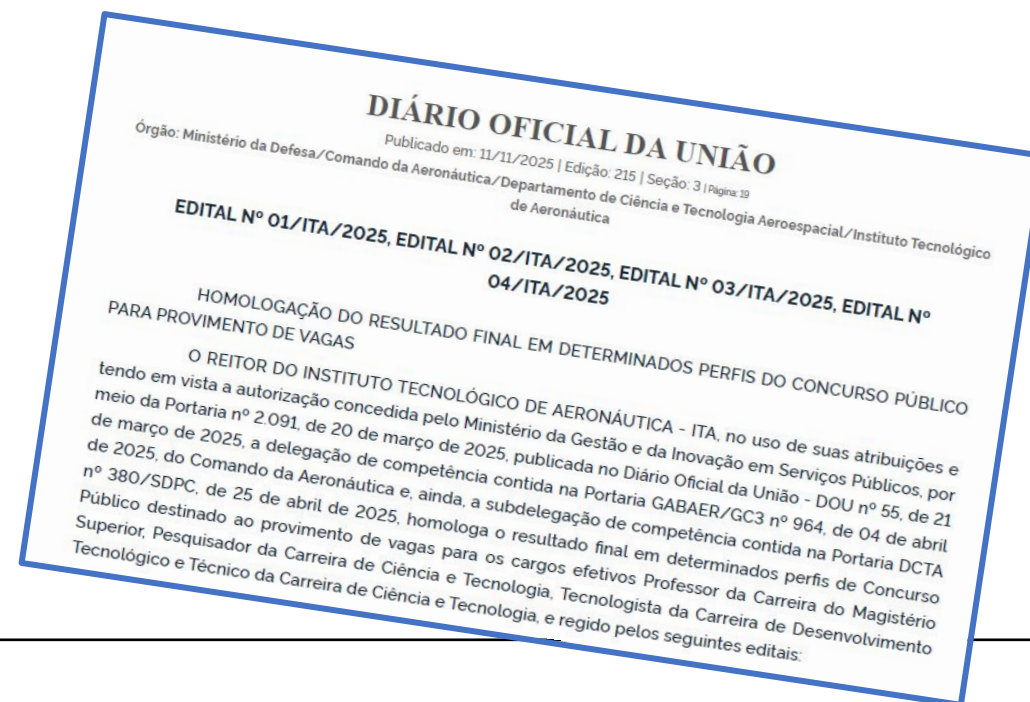 DIÁRIO OFICIAL DA UNIÃO
Publicado em: 11/11/2025 | Edição: 215 | Seção: 3 | Página: 19
Órgão: Ministério da Defesa/Comando da Aeronáutica/Departamento de Ciência e Tecnologia Aeroespacial/Instituto Tecnológico
de Aeronáutica
EDITAL Nº 01/ITA/2025, EDITAL Nº 02/ITA/2025, EDITAL Nº 03/ITA/2025, EDITAL Nº
04/ITA/2025
HOMOLOGAÇÃO DO RESULTADO FINAL EM DETERMINADOS PERFIS DO CONCURSO PÚBLICO
PARA PROVIMENTO DE VAGAS
O REITOR DO INSTITUTO TECNOLÓGICO DE AERONÁUTICA - ITA, no uso de suas atribuições e
tendo em vista a autorização concedida pelo Ministério da Gestão e da Inovação em Serviços Públicos, por
meio da Portaria nº 2.091, de 20 de março de 2025, publicada no Diário Oficial da União - DOU nº 55, de 21
de março de 2025, a delegação de competência contida na Portaria GABAER/GC3 nº 964, de 04 de abril
de 2025, do Comando da Aeronáutica e, ainda, a subdelegação de competência contida na Portaria DCTA
nº 380/SDPC, de 25 de abril de 2025, homologa o resultado final em determinados perfis de Concurso
Público destinado ao provimento de vagas para os cargos efetivos Professor da Carreira do Magistério
Superior, Pesquisador da Carreira de Ciência e Tecnologia, Tecnologista da Carreira de Desenvolvimento
Tecnológico e Técnico da Carreira de Ciência e Tecnologia, e regido pelos seguintes editais: